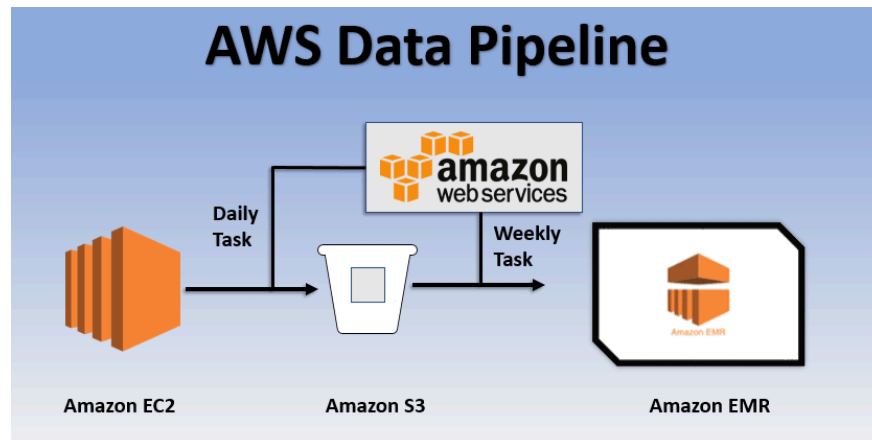 AWS Data Pipeline
amazon
web services
Daily
Task
Weekly
Task
Amazon EMR
Amazon EC2
Amazon S3
Amazon EMR